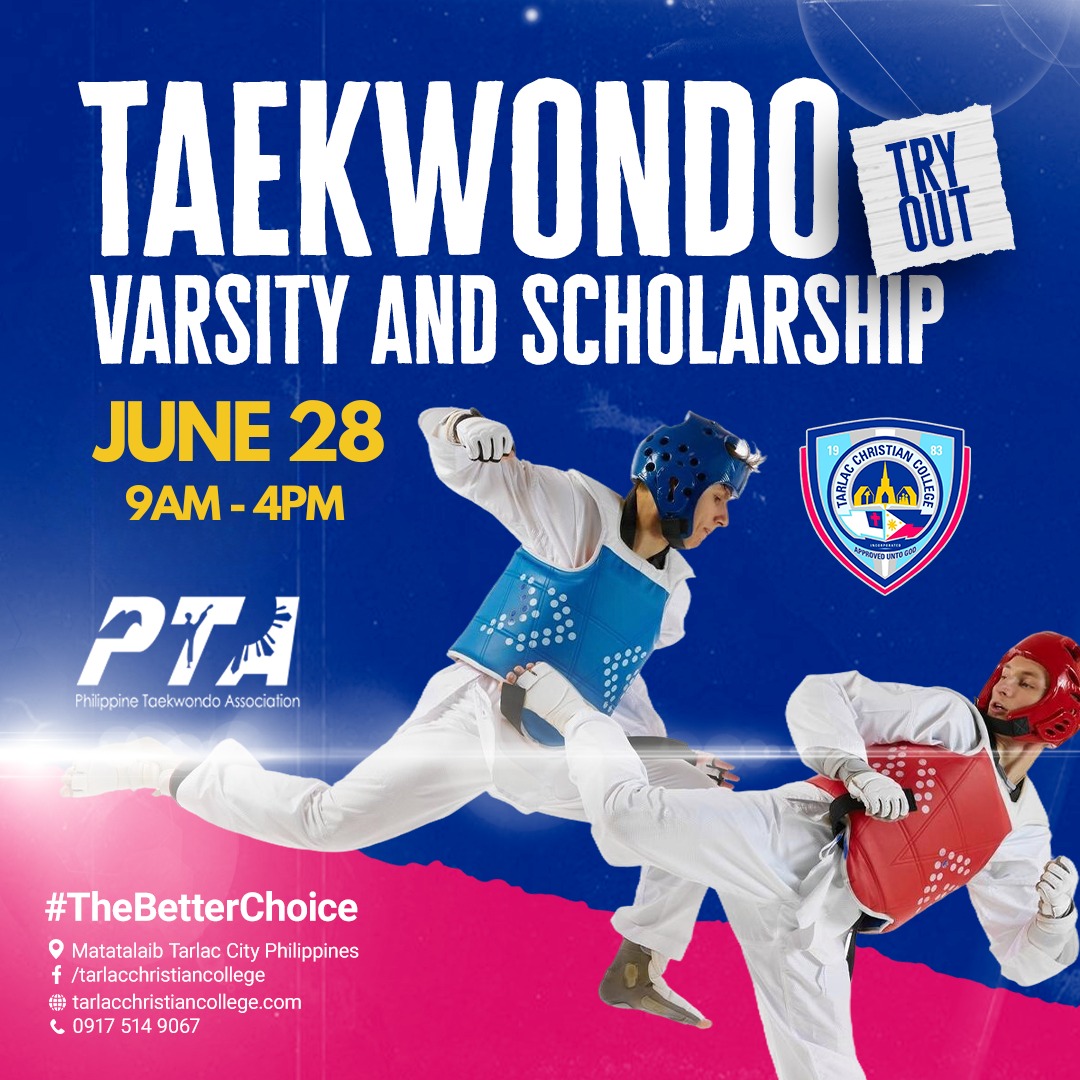 TAEKWONDO
TRY
OUT
VARSITY AND SCHOLARSHIP
JUNE 28
9AM - 4PM
19 83
TARLAC CHRISTIAN COLLEGE
INCORPORATED
APPROVED UNTO GOD
PTA
Philippine Taekwondo Association
#TheBetterChoice
Matatalaib Tarlac City Philippines
/tarlacchristiancollege
tarlacchristiancollege.com
0917 514 9067